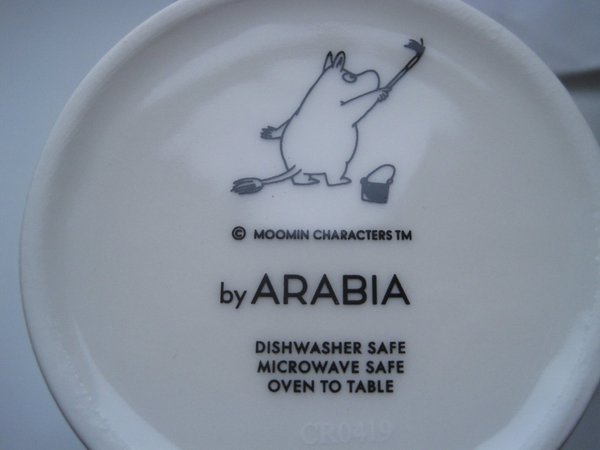 © MOOMIN CHARACTERS TM
by ARABIA
DISHWASHER SAFE
MICROWAVE SAFE
OVEN TO TABLE
CR0419